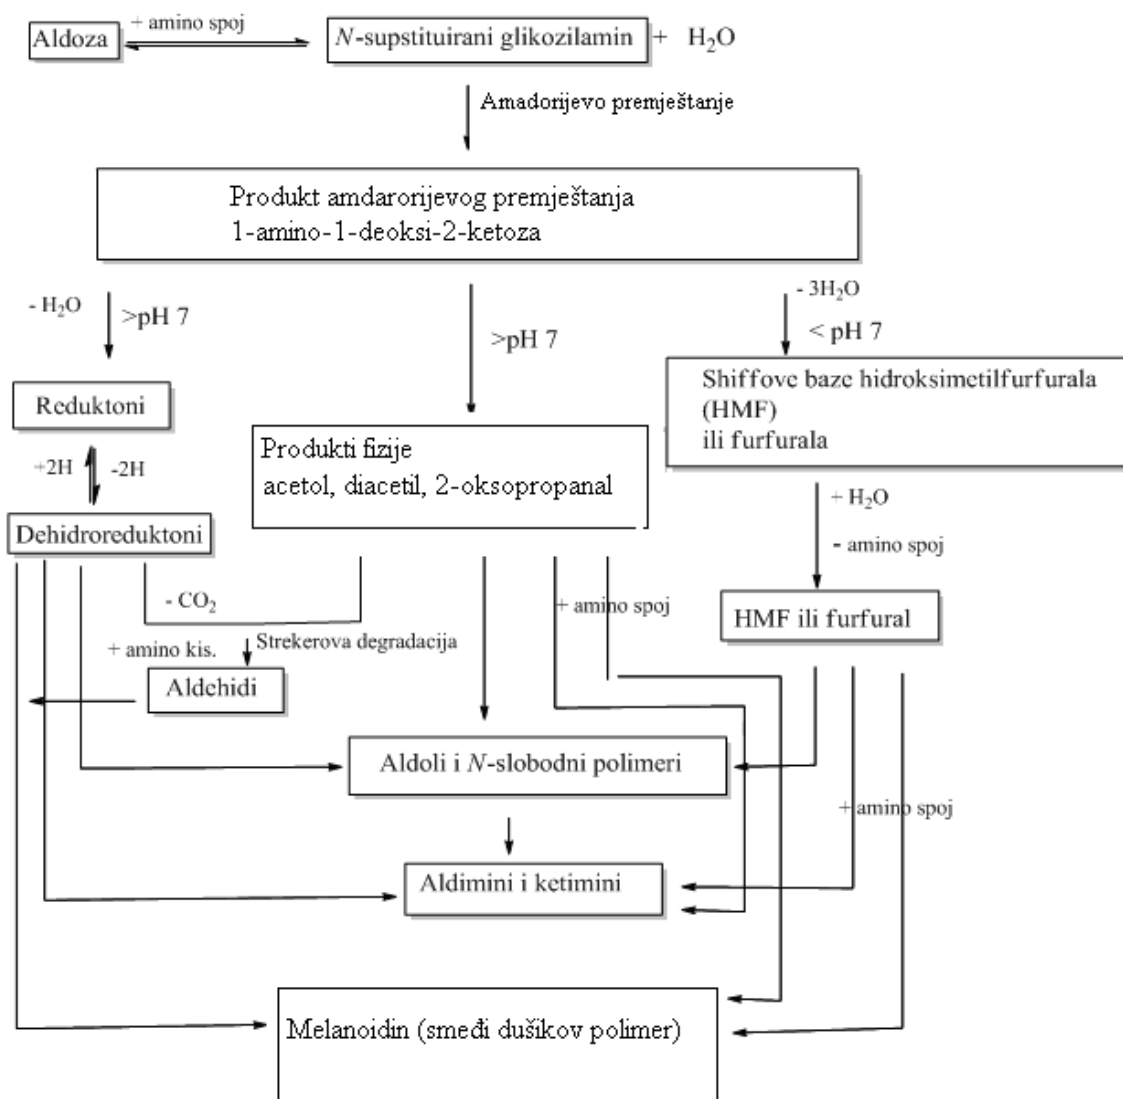 + amino spoj
Aldoza
N-supstituirani glikozilamin + H₂O
Amadorijevo premještanje
Produkt amdarorijevog premještanja
1-amino-1-deoksi-2-ketoza
- H₂O
>pH 7
>pH 7
- 3H₂O
< pH 7
Reduktoni
Shiffove baze hidroksimetilfurfurala
(HMF)
ili furfurala
+2H -2H
Produkti fizije
acetol, diacetil, 2-oksopropanal
+ H₂O
- amino spoj
Dehidroreduktoni
- CO₂
+ amino spoj
HMF ili furfural
+ amino kis.
Strekerova degradacija
Aldehidi
Aldoli i N-slobodni polimeri
+ amino spoj
Aldimini i ketimini
Melanoidin (smeđi dušikov polimer)